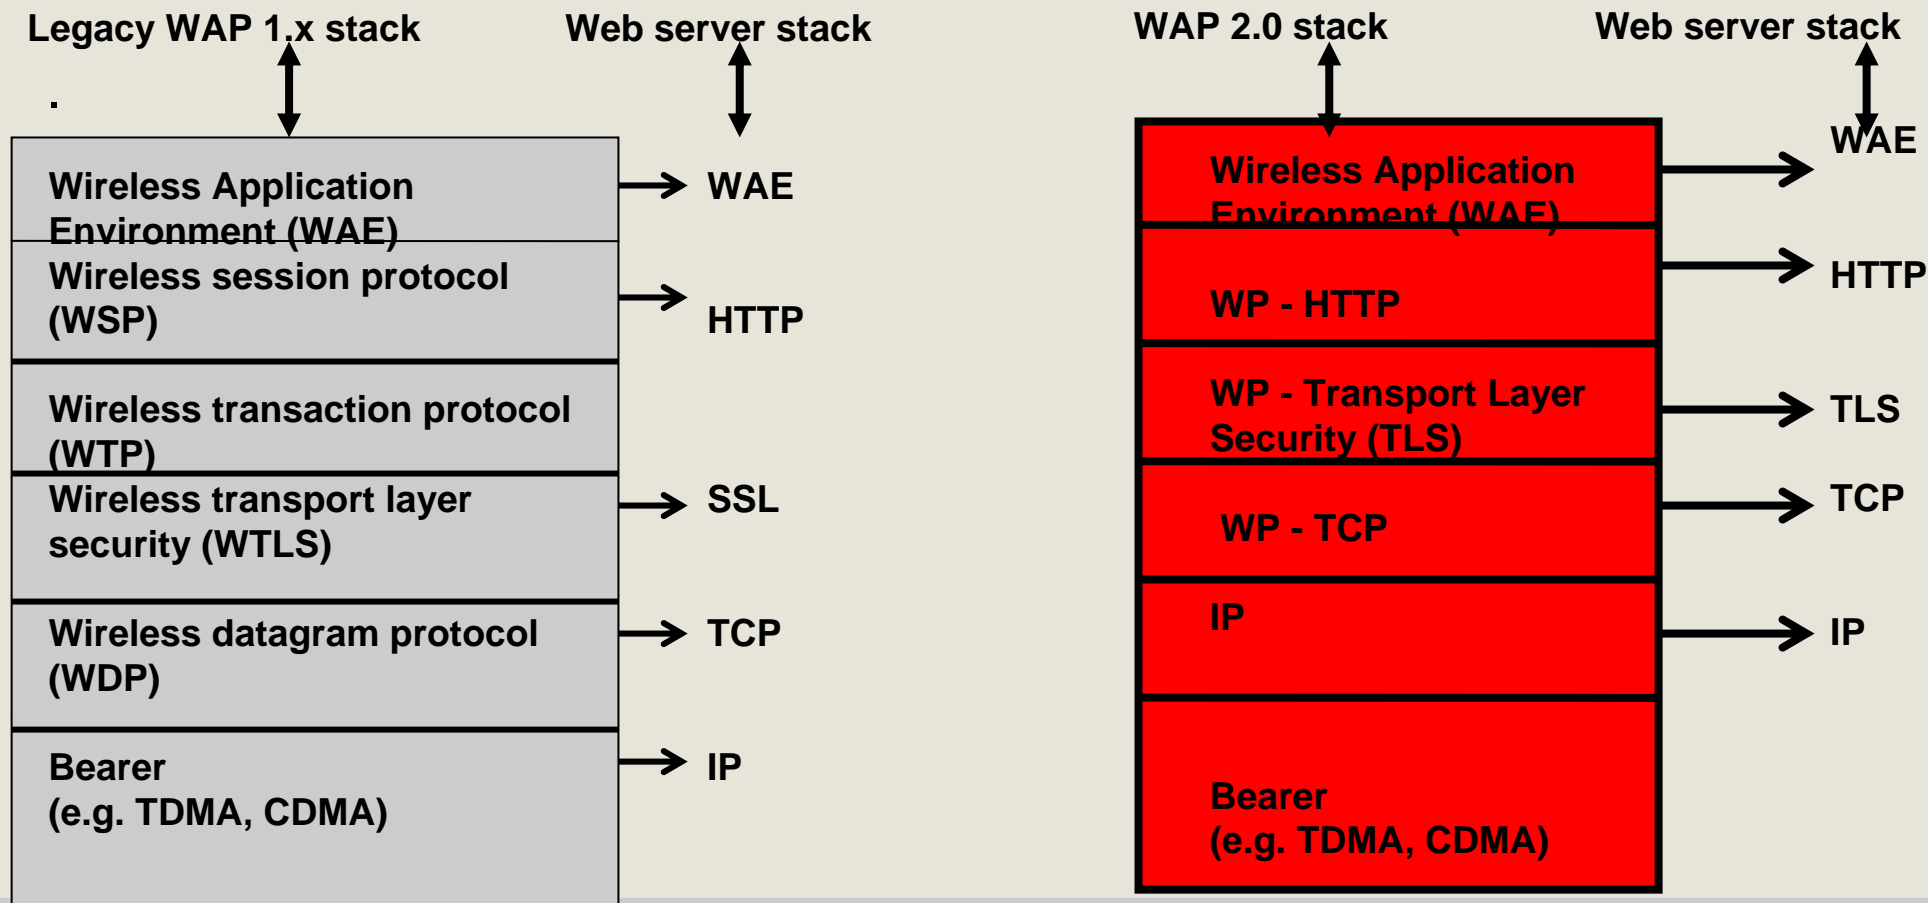 Legacy WAP 1.x stack
Web server stack
.
Wireless Application
Environment (WAE)
WAE
Wireless session protocol
(WSP)
HTTP
Wireless transaction protocol
(WTP)
Wireless transport layer
security (WTLS)
SSL
Wireless datagram protocol
(WDP)
TCP
Bearer
(e.g. TDMA, CDMA)
IP
WAP 2.0 stack
Web server stack
Wireless Application
Environment (WAE)
WAE
WP - HTTP
HTTP
WP - Transport Layer
Security (TLS)
TLS
WP - TCP
TCP
IP
IP
Bearer
(e.g. TDMA, CDMA)